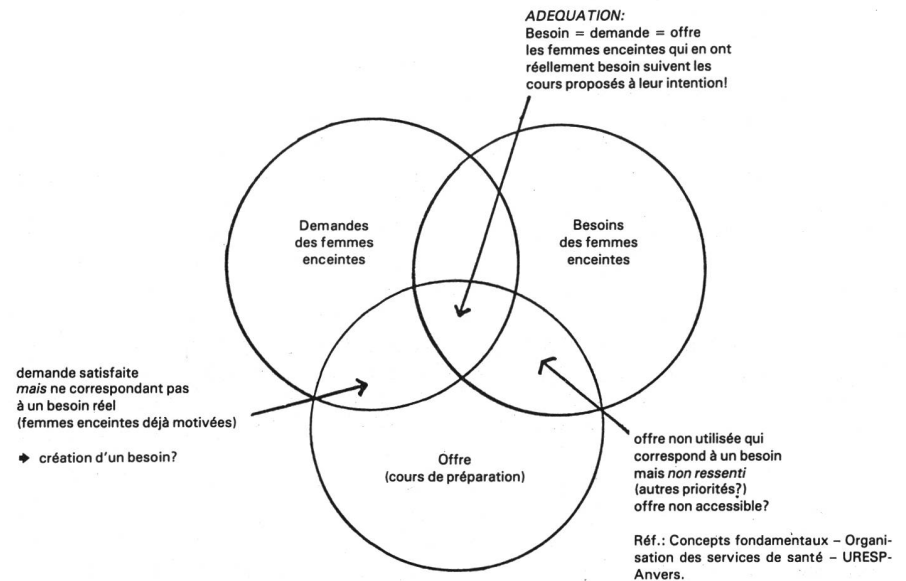 ADEQUATION:
Besoin = demande = offre
les femmes enceintes qui en ont
réellement besoin suivent les
cours proposés à leur intention!
Demandes
des femmes
enceintes
Besoins
des femmes
enceintes
demande satisfaite
mais ne correspondant pas
à un besoin réel
(femmes enceintes déjà motivées)
→ création d'un besoin?
Offre
(cours de préparation)
offre non utilisée qui
correspond à un besoin
mais non ressenti
(autres priorités?)
offre non accessible?
Réf.: Concepts fondamentaux – Organi-
sation des services de santé – URESP-
Anvers.